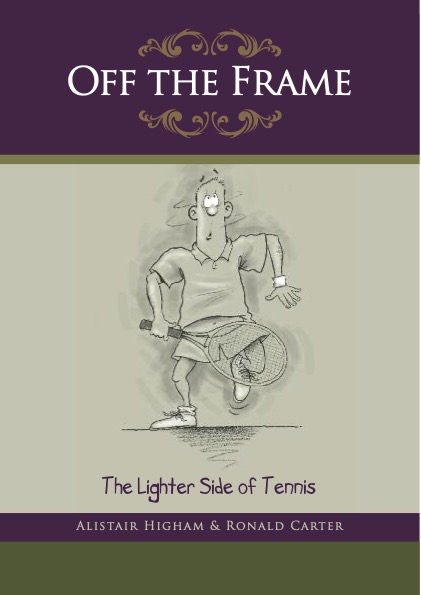 OFF THE FRAME
The Lighter Side of Tennis
ALISTAIR HIGHAM & RONALD CARTER